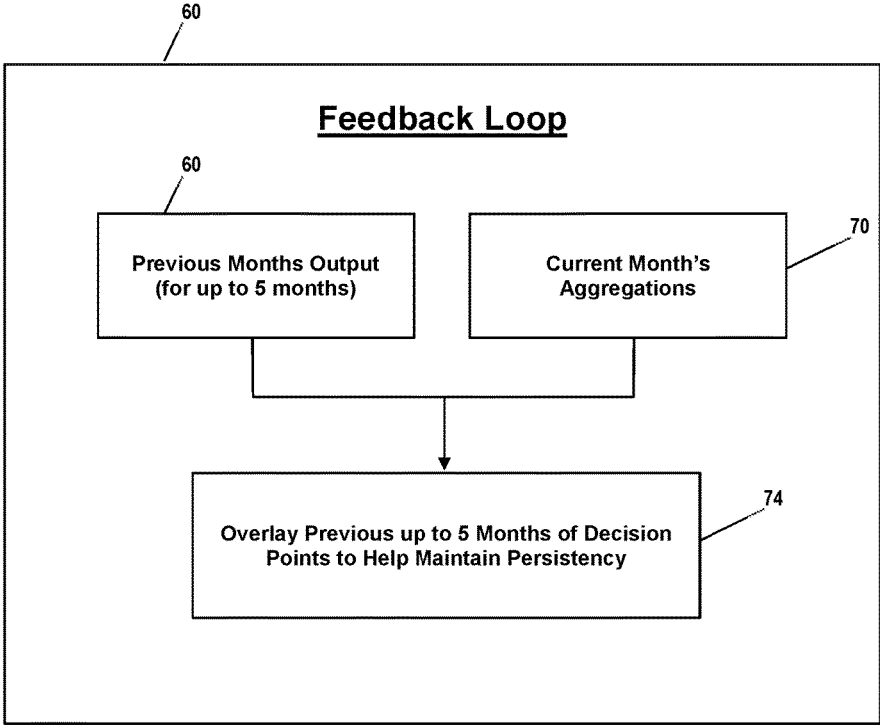 60
Feedback Loop
60
Previous Months Output
(for up to 5 months)
70
Current Month's
Aggregations
74
Overlay Previous up to 5 Months of Decision
Points to Help Maintain Persistency